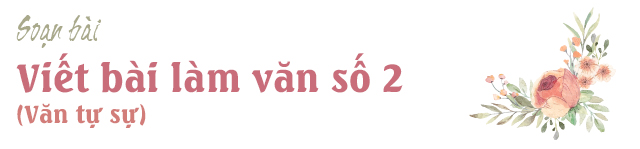 Soạn bài
Viết bài làm văn số 2
(Văn tự sự)